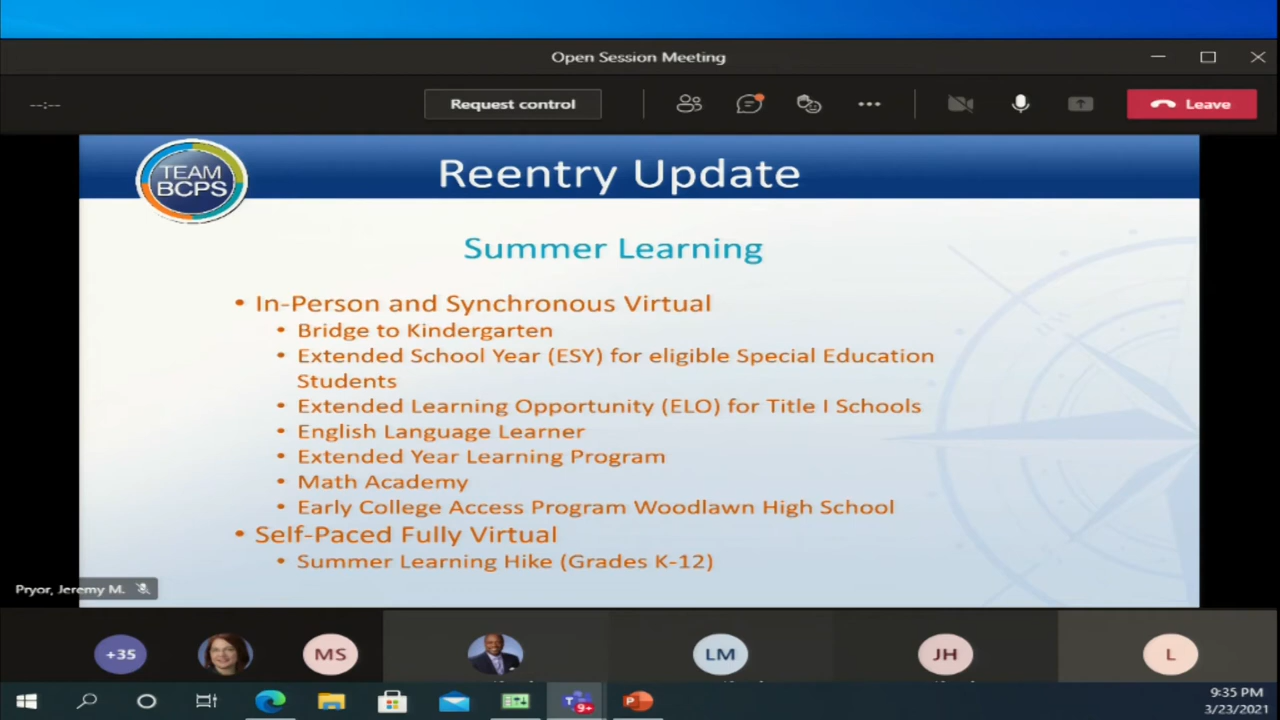 Open Session Meeting
--:--
Request control
Leave
TEAM
BCPS
Reentry Update
Summer Learning
• In-Person and Synchronous Virtual
• Bridge to Kindergarten
• Extended School Year (ESY) for eligible Special Education
Students
• Extended Learning Opportunity (ELO) for Title I Schools
• English Language Learner
• Extended Year Learning Program
• Math Academy
• Early College Access Program Woodlawn High School
• Self-Paced Fully Virtual
• Summer Learning Hike (Grades K-12)
Pryor, Jeremy M.
+35
MS
LM
JH
L
9+
9:35 PM
3/23/2021